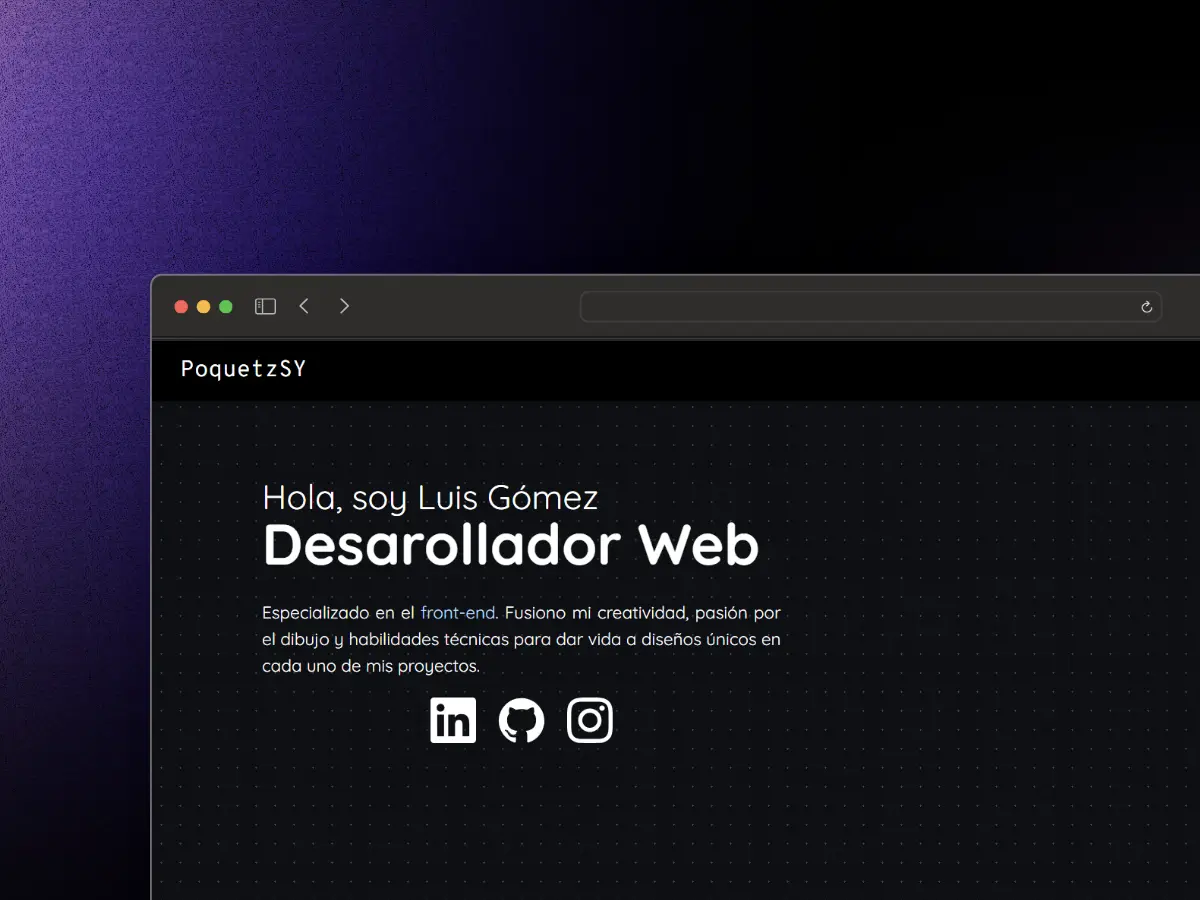 PoquetzSY
Hola, soy Luis Gómez
Desarollador Web
Especializado en el front-end. Fusiono mi creatividad, pasión por
el dibujo y habilidades técnicas para dar vida a diseños únicos en
cada uno de mis proyectos.
in